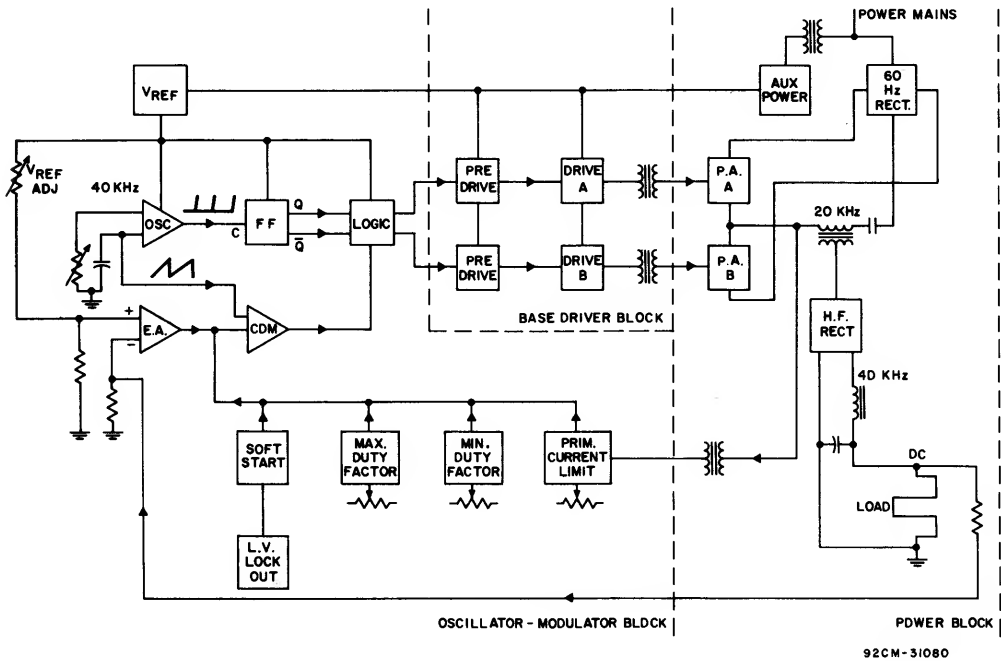 POWER MAINS
VREF
AUX
POWER
60
Hz
RECT.
VREF
ADJ
40KHz
OSC
C
FF
Q
Q̅
LOGIC
PRE
DRIVE
DRIVE
A
P.A.
A
20 KHz
PRE
DRIVE
DRIVE
B
P.A.
B
BASE DRIVER BLOCK
+
E.A.
−
CDM
H.F.
RECT
4D KHz
SOFT
START
MAX.
DUTY
FACTOR
MIN.
DUTY
FACTOR
PRIM.
CURRENT
LIMIT
DC
LOAD
L.V.
LOCK
OUT
OSCILLATOR – MODULATOR BLDCK
PDWER BLOCK
92CM-31080